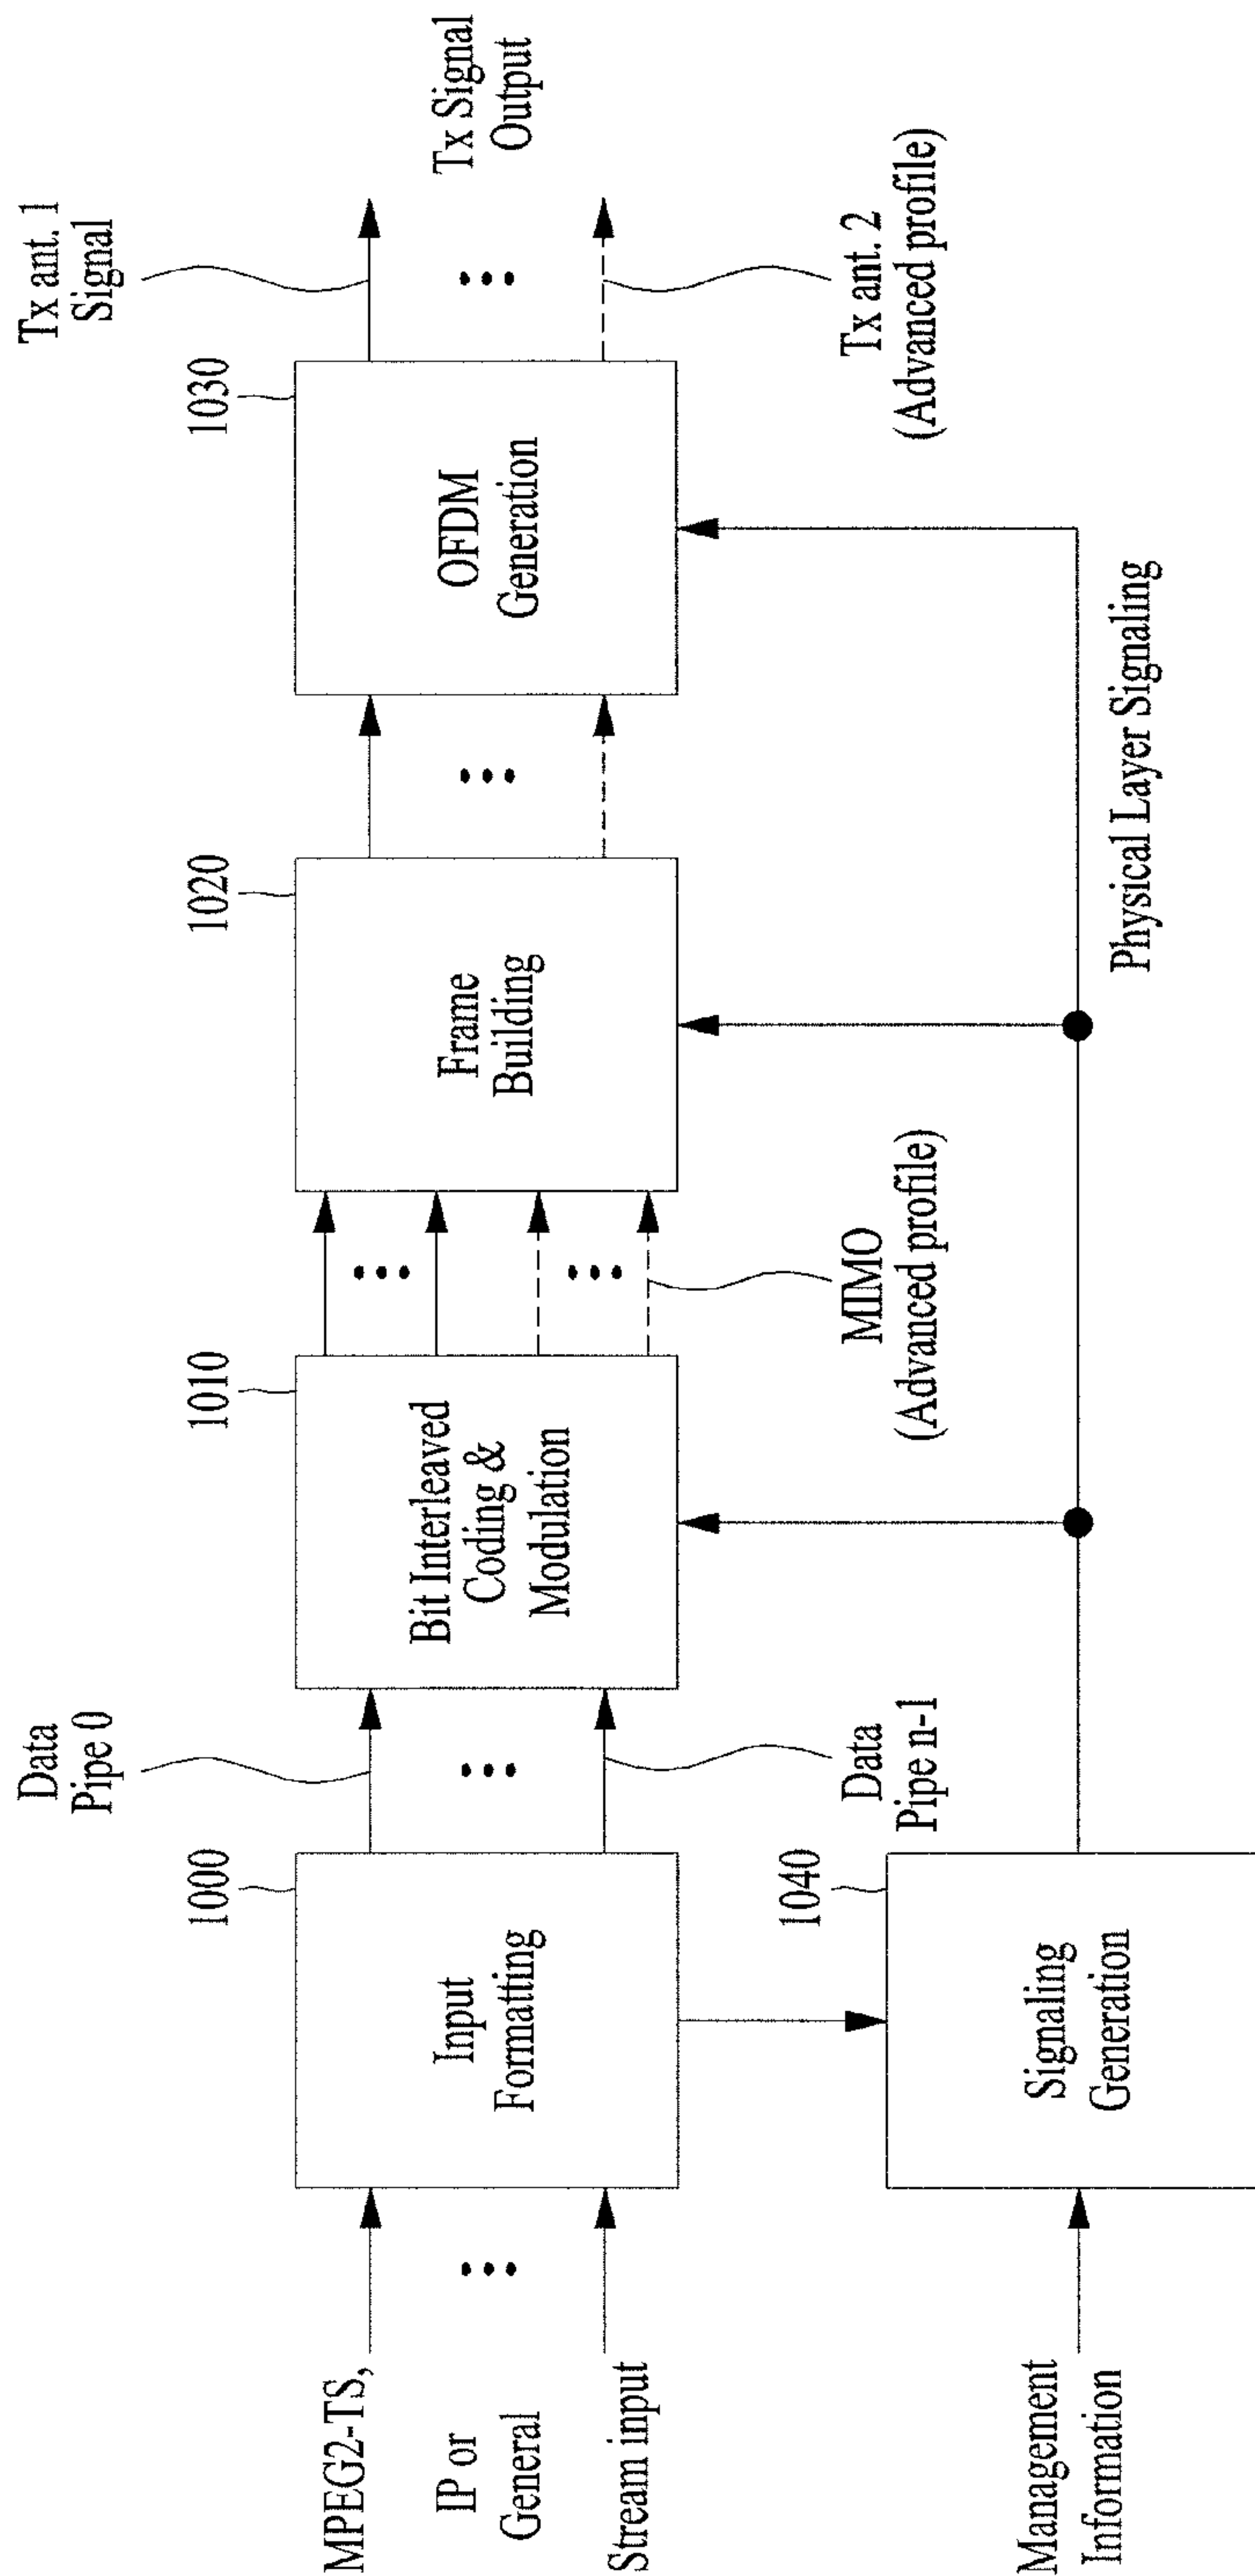 MPEG2-TS,
IP or
General
Stream input
Management
Information
1000
Input
Formatting
1040
Signaling
Generation
Data
Pipe 0
Data
Pipe n-1
1010
Bit Interleaved
Coding &
Modulation
MIMO
(Advanced profile)
1020
Frame
Building
Physical Layer Signaling
1030
OFDM
Generation
Tx ant. 1
Signal
Tx ant. 2
(Advanced profile)
Tx Signal
Output